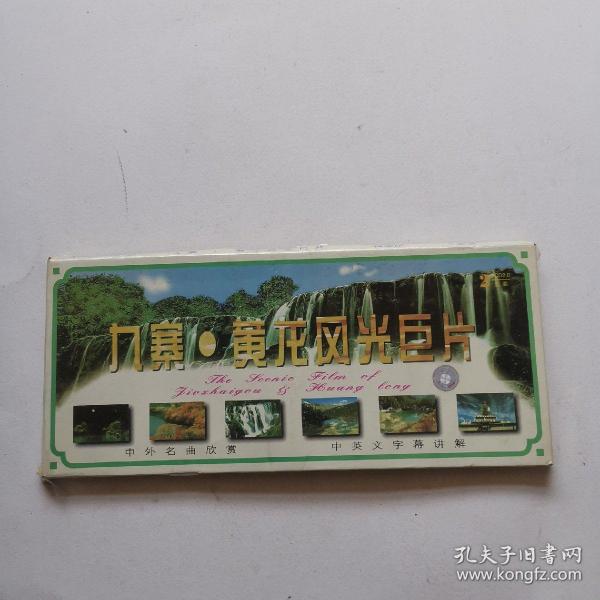 九寨·黄龙风光巨片
The Scenic Film of
Jiuzhaigou & Huang long
中外名曲欣赏
中英文字幕讲解
孔夫子旧书网
www.kongfz.com